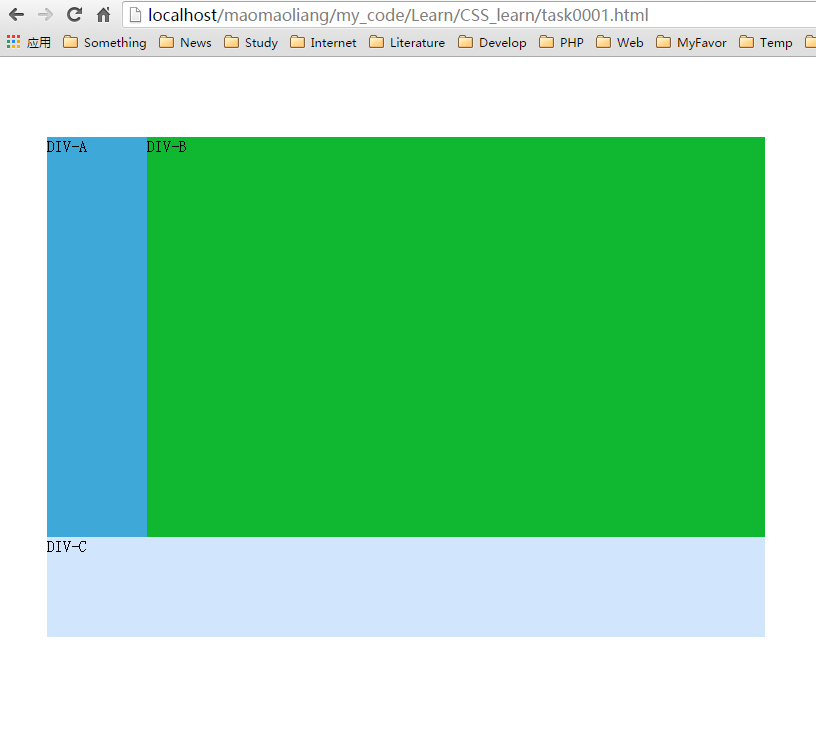 localhost/maomaoliang/my_code/Learn/CSS_learn/task0001.html
应用 Something News Study Internet Literature Develop PHP Web MyFavor Temp
DIV-A DIV-B
DIV-C